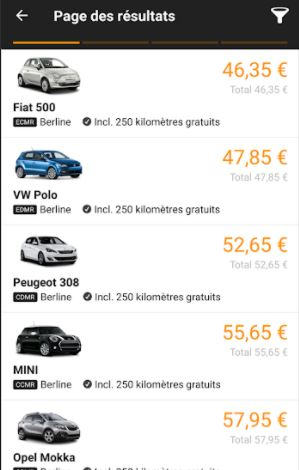 Page des résultats
46,35 €
Total 46,35 €
Fiat 500
ECMR Berline Incl. 250 kilomètres gratuits
47,85 €
Total 47,85 €
VW Polo
EDMR Berline Incl. 250 kilomètres gratuits
52,65 €
Total 52,65 €
Peugeot 308
CDMR Berline Incl. 250 kilomètres gratuits
55,65 €
Total 55,65 €
MINI
CCMR Berline Incl. 250 kilomètres gratuits
57,95 €
Total 57,95 €
Opel Mokka